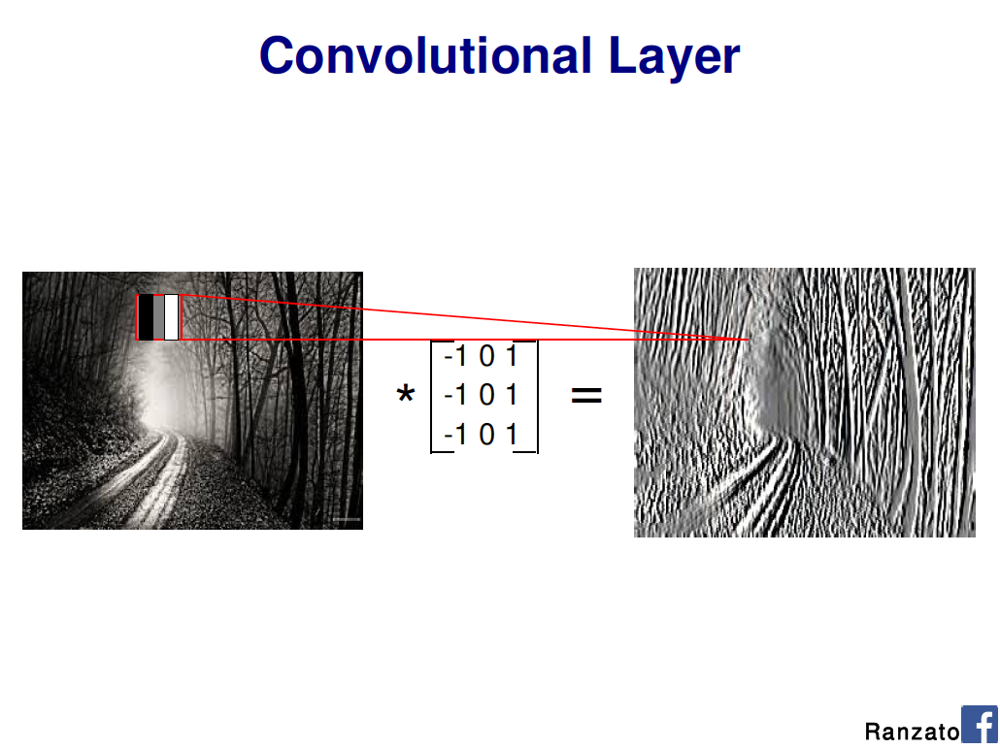 Convolutional Layer
-1 0 1
* -1 0 1 =
-1 0 1
Ranzato f